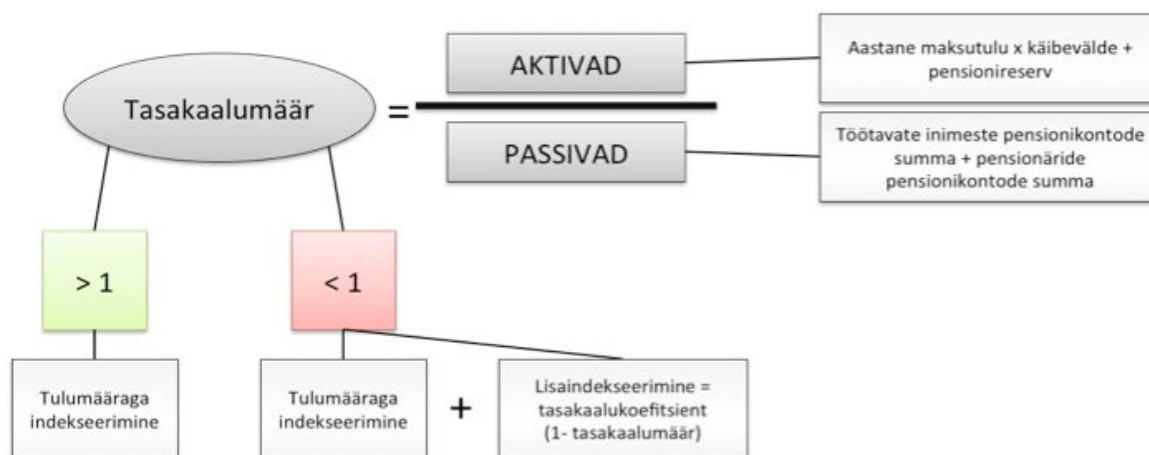 Tasakaalumäär
=
AKTIVAD
PASSIVAD
Aastane maksutulu x käibevälde +
pensionireserv
Töötavate inimeste pensionikontode
summa + pensionäride
pensionikontode summa
> 1
< 1
Tulumääraga
indekseerimine
Tulumääraga
indekseerimine
+
Lisaindekseerimine =
tasakaalukoefitsient
(1- tasakaalumäär)